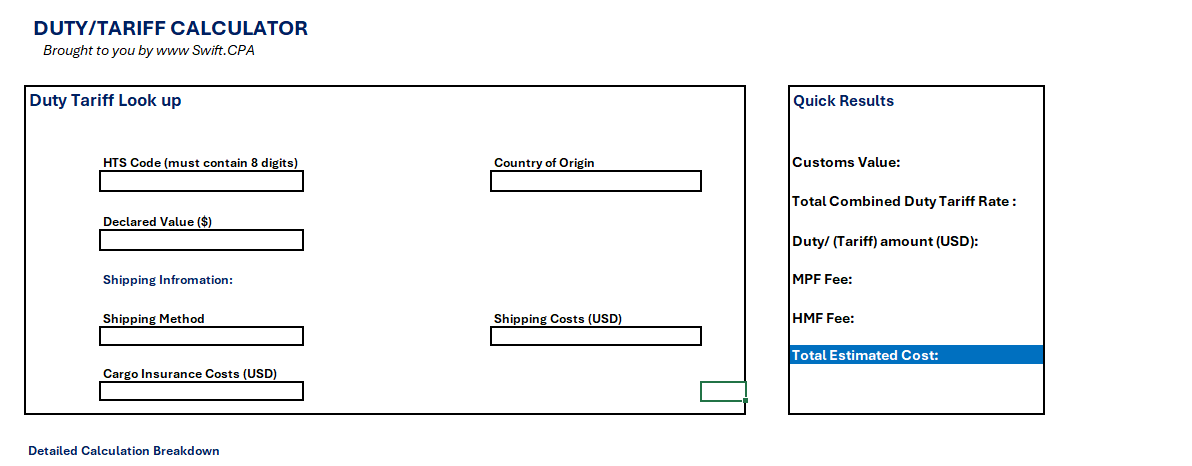 DUTY/TARIFF CALCULATOR
Brought to you by www Swift.CPA
Duty Tariff Look up
HTS Code (must contain 8 digits)
Country of Origin
Declared Value ($)
Shipping Infromation:
Shipping Method
Shipping Costs (USD)
Cargo Insurance Costs (USD)
Quick Results
Customs Value:
Total Combined Duty Tariff Rate :
Duty/ (Tariff) amount (USD):
MPF Fee:
HMF Fee:
Total Estimated Cost:
Detailed Calculation Breakdown